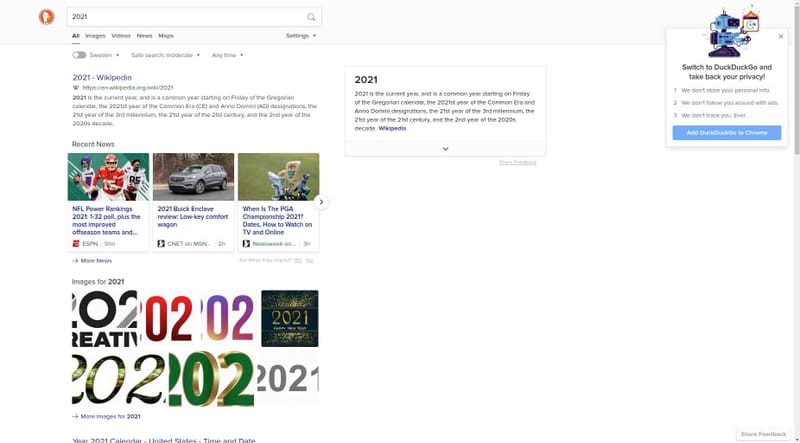 2021
All Images Videos News Maps Settings
Sweden Safe search: moderate Any time
2021 - Wikipedia
https://en.wikipedia.org/wiki/2021
2021 is the current year, and is a common year starting on Friday of the Gregorian
calendar, the 2021st year of the Common Era (CE) and Anno Domini (AD) designations, the
21st year of the 3rd millennium, the 21st year of the 21st century, and the 2nd year of the
2020s decade.
Recent News
NFL Power Rankings
2021: 1-32 poll, plus the
most improved
offseason teams and...
ESPN | 51m
2021 Buick Enclave
review: Low-key comfort
wagon
CNET on MSN... | 2h
When Is The PGA
Championship 2021?
Dates, How to Watch on
TV and Online
Newsweek on... | 3h
→ More News
Are these links helpful? Yes No
Images for 2021
202
REATIV
02
02
2021
HAPPY NEW YEAR
202
202
2021
→ More Images for 2021
Year 2021 Calendar - United States - Time and Date
2021
2021 is the current year, and is a common year starting on Friday
of the Gregorian calendar, the 2021st year of the Common Era and
Anno Domini designations, the 21st year of the 3rd millennium, the
21st year of the 21st century, and the 2nd year of the 2020s
decade. Wikipedia
Share Feedback
Switch to DuckDuckGo and
take back your privacy!
1 We don't store your personal info.
2 We don't follow you around with ads.
3 We don't track you. Ever.
Add DuckDuckGo to Chrome
Share Feedback